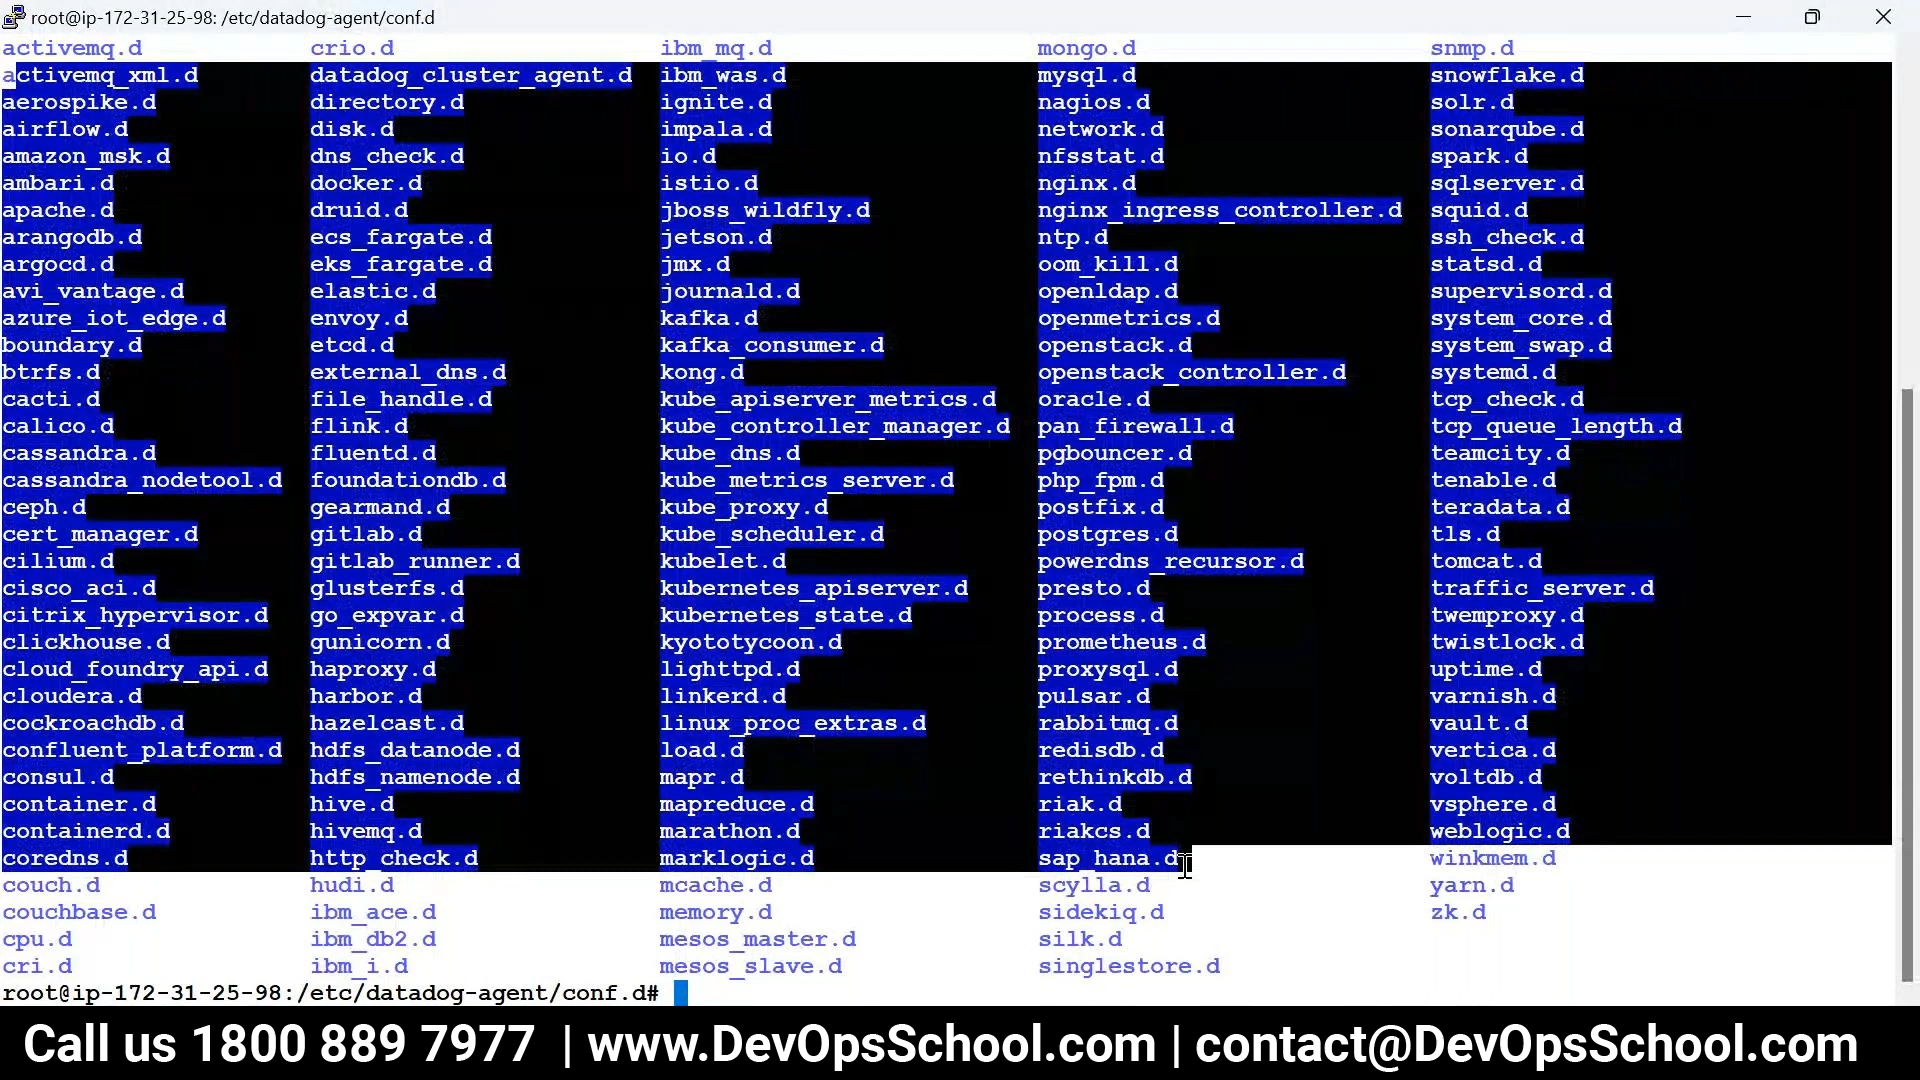 root@ip-172-31-25-98: /etc/datadog-agent/conf.d
activemq.d crio.d ibm_mq.d mongo.d snmp.d
activemq_xml.d datadog_cluster_agent.d ibm_was.d mysql.d snowflake.d
aerospike.d directory.d ignite.d nagios.d solr.d
airflow.d disk.d impala.d network.d sonarqube.d
amazon_msk.d dns_check.d io.d nfsstat.d spark.d
ambari.d docker.d istio.d nginx.d sqlserver.d
apache.d druid.d jboss_wildfly.d nginx_ingress_controller.d squid.d
arangodb.d ecs_fargate.d jetson.d ntp.d ssh_check.d
argocd.d eks_fargate.d jmx.d oom_kill.d statsd.d
avi_vantage.d elastic.d journald.d openldap.d supervisord.d
azure_iot_edge.d envoy.d kafka.d openmetrics.d system_core.d
boundary.d etcd.d kafka_consumer.d openstack.d system_swap.d
btrfs.d external_dns.d kong.d openstack_controller.d systemd.d
cacti.d file_handle.d kube_apiserver_metrics.d oracle.d tcp_check.d
calico.d flink.d kube_controller_manager.d pan_firewall.d tcp_queue_length.d
cassandra.d fluentd.d kube_dns.d pgbouncer.d teamcity.d
cassandra_nodetool.d foundationdb.d kube_metrics_server.d php_fpm.d tenable.d
ceph.d gearmand.d kube_proxy.d postfix.d teradata.d
cert_manager.d gitlab.d kube_scheduler.d postgres.d tls.d
cilium.d gitlab_runner.d kubelet.d powerdns_recursor.d tomcat.d
cisco_aci.d glusterfs.d kubernetes_apiserver.d presto.d traffic_server.d
citrix_hypervisor.d go_expvar.d kubernetes_state.d process.d twemproxy.d
clickhouse.d gunicorn.d kyototycoon.d prometheus.d twistlock.d
cloud_foundry_api.d haproxy.d lighttpd.d proxysql.d uptime.d
cloudera.d harbor.d linkerd.d pulsar.d varnish.d
cockroachdb.d hazelcast.d linux_proc_extras.d rabbitmq.d vault.d
confluent_platform.d hdfs_datanode.d load.d redisdb.d vertica.d
consul.d hdfs_namenode.d mapr.d rethinkdb.d voltdb.d
container.d hive.d mapreduce.d riak.d vsphere.d
containerd.d hivemq.d marathon.d riakcs.d weblogic.d
coredns.d http_check.d marklogic.d sap_hana.d winkmem.d
couch.d hudi.d mcache.d scylla.d yarn.d
couchbase.d ibm_ace.d memory.d sidekiq.d zk.d
cpu.d ibm_db2.d mesos_master.d silk.d
cri.d ibm_i.d mesos_slave.d singlestore.d
root@ip-172-31-25-98:/etc/datadog-agent/conf.d#
Call us 1800 889 7977 | www.DevOpsSchool.com | contact@DevOpsSchool.com